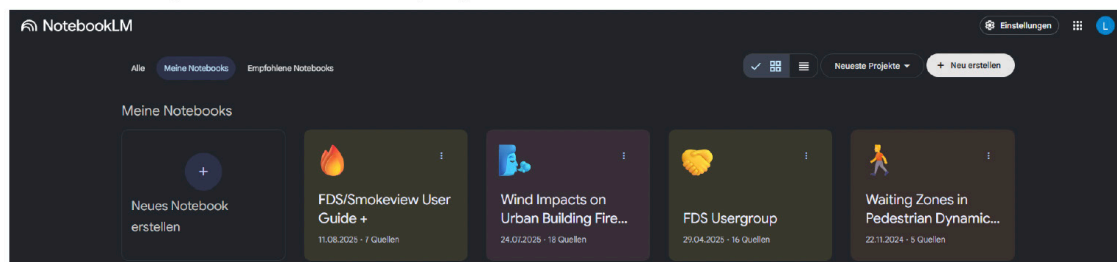 NotebookLM
Einstellungen
L
Alle Meine Notebooks Empfohlene Notebooks
Neueste Projekte
+ Neu erstellen
Meine Notebooks
+
Neues Notebook
erstellen
FDS/Smokeview User
Guide +
11.08.2025 · 7 Quellen
Wind Impacts on
Urban Building Fire...
24.07.2025 · 18 Quellen
FDS Usergroup
29.04.2025 · 16 Quellen
Waiting Zones in
Pedestrian Dynamic...
22.11.2024 · 5 Quellen